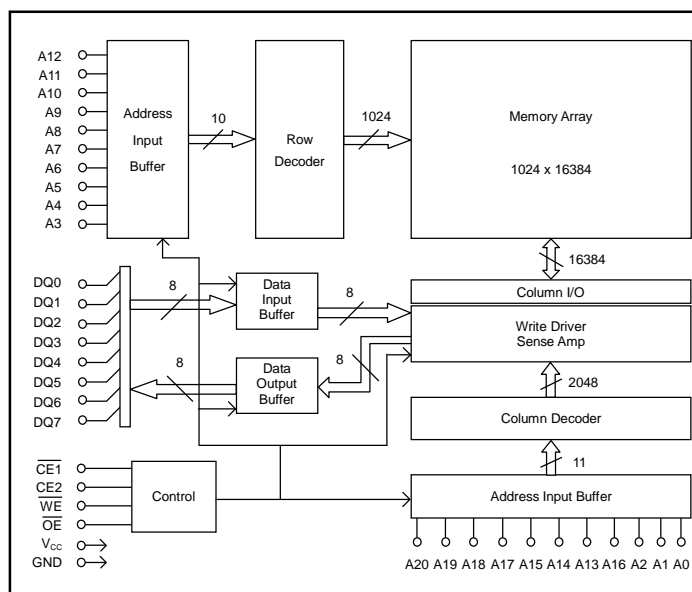 A12
A11
A10
A9
A8
A7
A6
A5
A4
A3
Address
Input
Buffer
10
Row
Decoder
1024
Memory Array
1024 x 16384
16384
DQ0
DQ1
DQ2
DQ3
DQ4
DQ5
DQ6
DQ7
8
Data
Input
Buffer
8
Column I/O
Write Driver
Sense Amp
8
Data
Output
Buffer
8
2048
Column Decoder
11
Address Input Buffer
CE1
CE2
WE
OE
VCC
GND
Control
A20 A19 A18 A17 A15 A14 A13 A16 A2 A1 A0